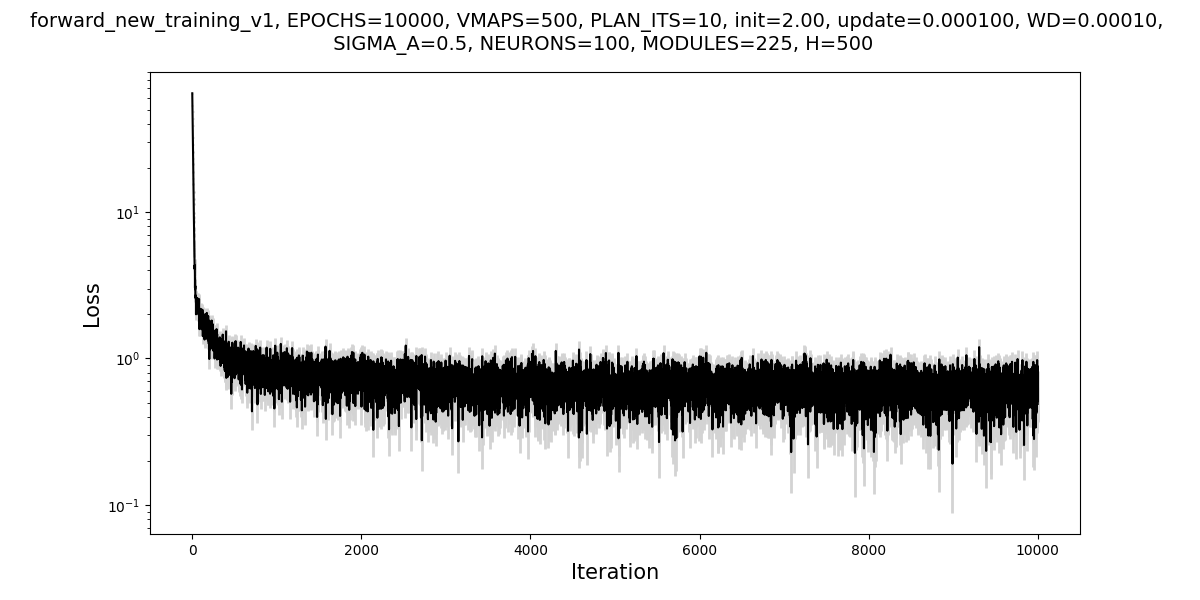 forward_new_training_v1, EPOCHS=10000, VMAPS=500, PLAN_ITS=10, init=2.00, update=0.000100, WD=0.00010,
SIGMA_A=0.5, NEURONS=100, MODULES=225, H=500
Loss
10¹
10⁰
10⁻¹
0 2000 4000 6000 8000 10000
Iteration